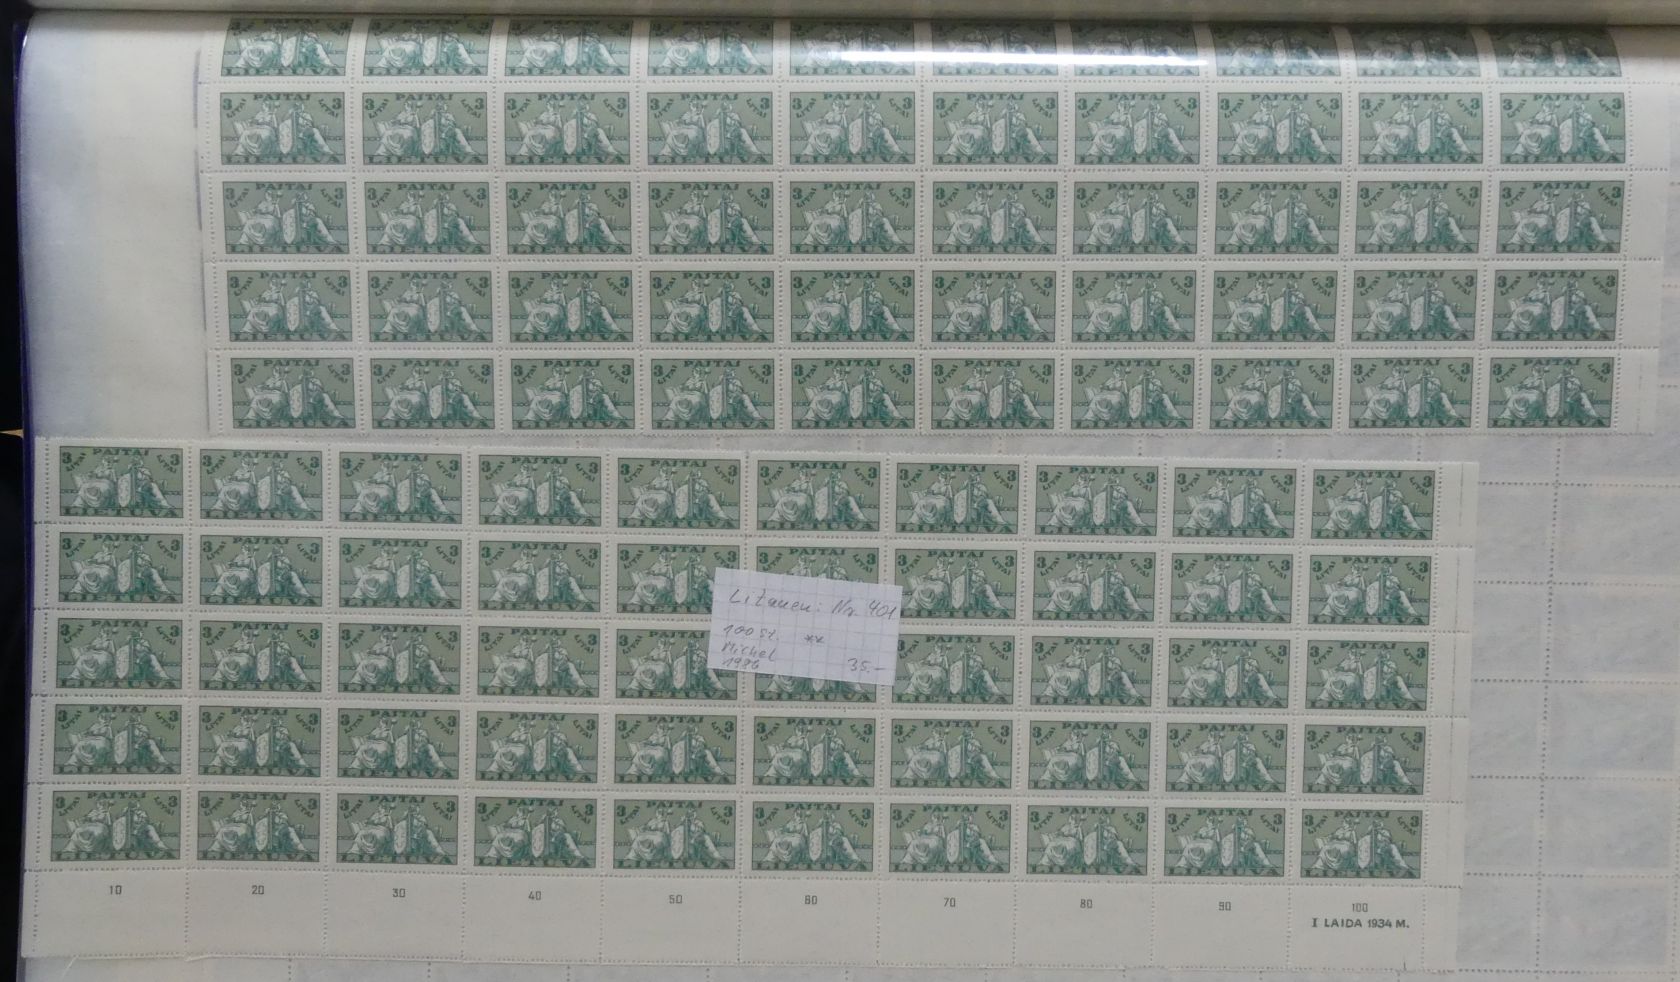 3 PAŠTAS 3
LITAI LITAI
LIETUVA
Litauen: Nr. 401
100 St. **
Michel
1986 35.-
10 20 30 40 50 60 70 80 90 100
I LAIDA 1934 M.